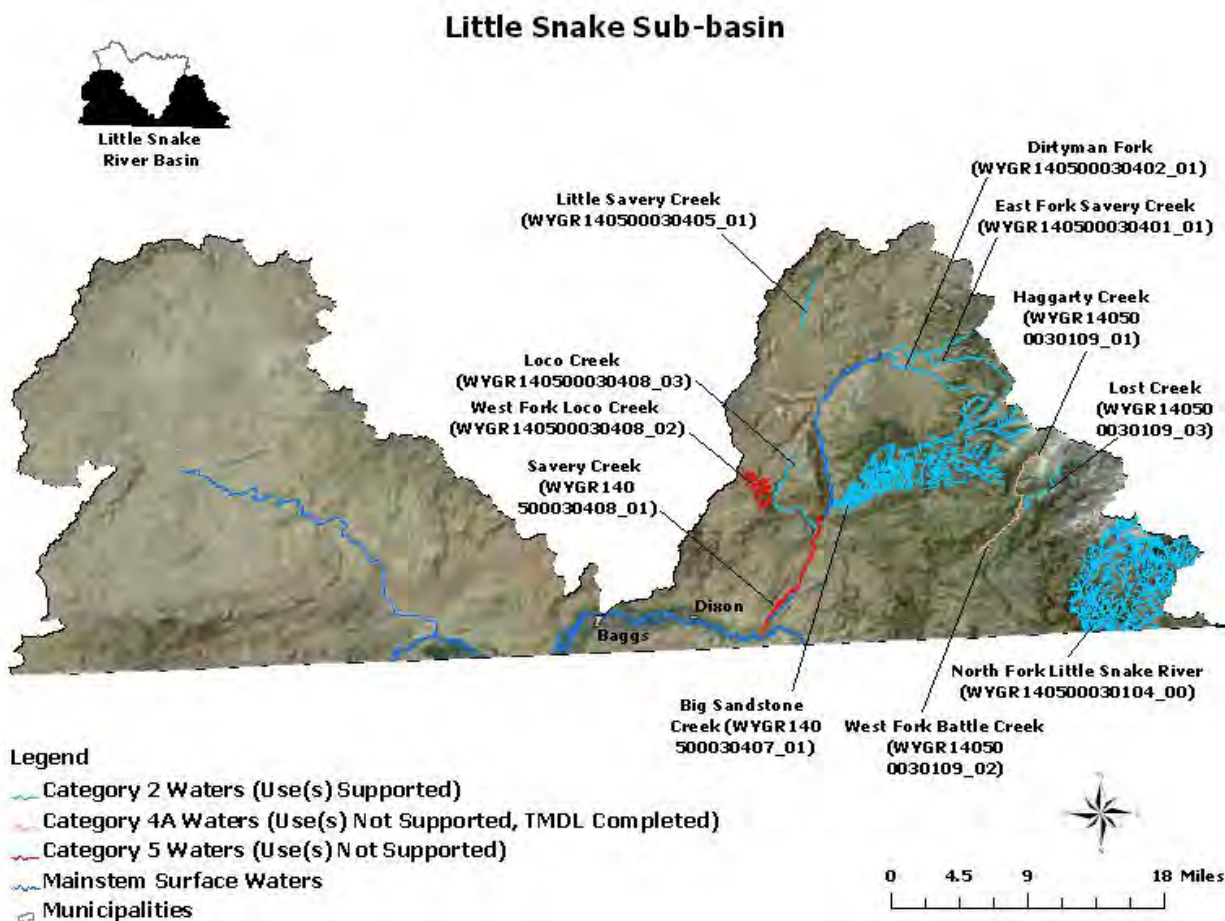 Little Snake Sub-basin
Little Snake
River Basin
Dirtyman Fork
(WYGR140500030402_01)
Little Savery Creek
(WYGR140500030405_01)
East Fork Savery Creek
(WYGR140500030401_01)
Haggarty Creek
(WYGR14050
0030109_01)
Loco Creek
(WYGR140500030408_03)
Lost Creek
(WYGR14050
0030109_03)
West Fork Loco Creek
(WYGR140500030408_02)
Savery Creek
(WYGR140
500030408_01)
Dixon
Baggs
North Fork Little Snake River
(WYGR140500030104_00)
Big Sandstone
Creek (WYGR140
500030407_01)
West Fork Battle Creek
(WYGR14050
0030109_02)
Legend
Category 2 Waters (Use(s) Supported)
Category 4A Waters (Use(s) Not Supported, TMDL Completed)
Category 5 Waters (Use(s) Not Supported)
Mainstem Surface Waters
Municipalities
0 4.5 9 18 Miles